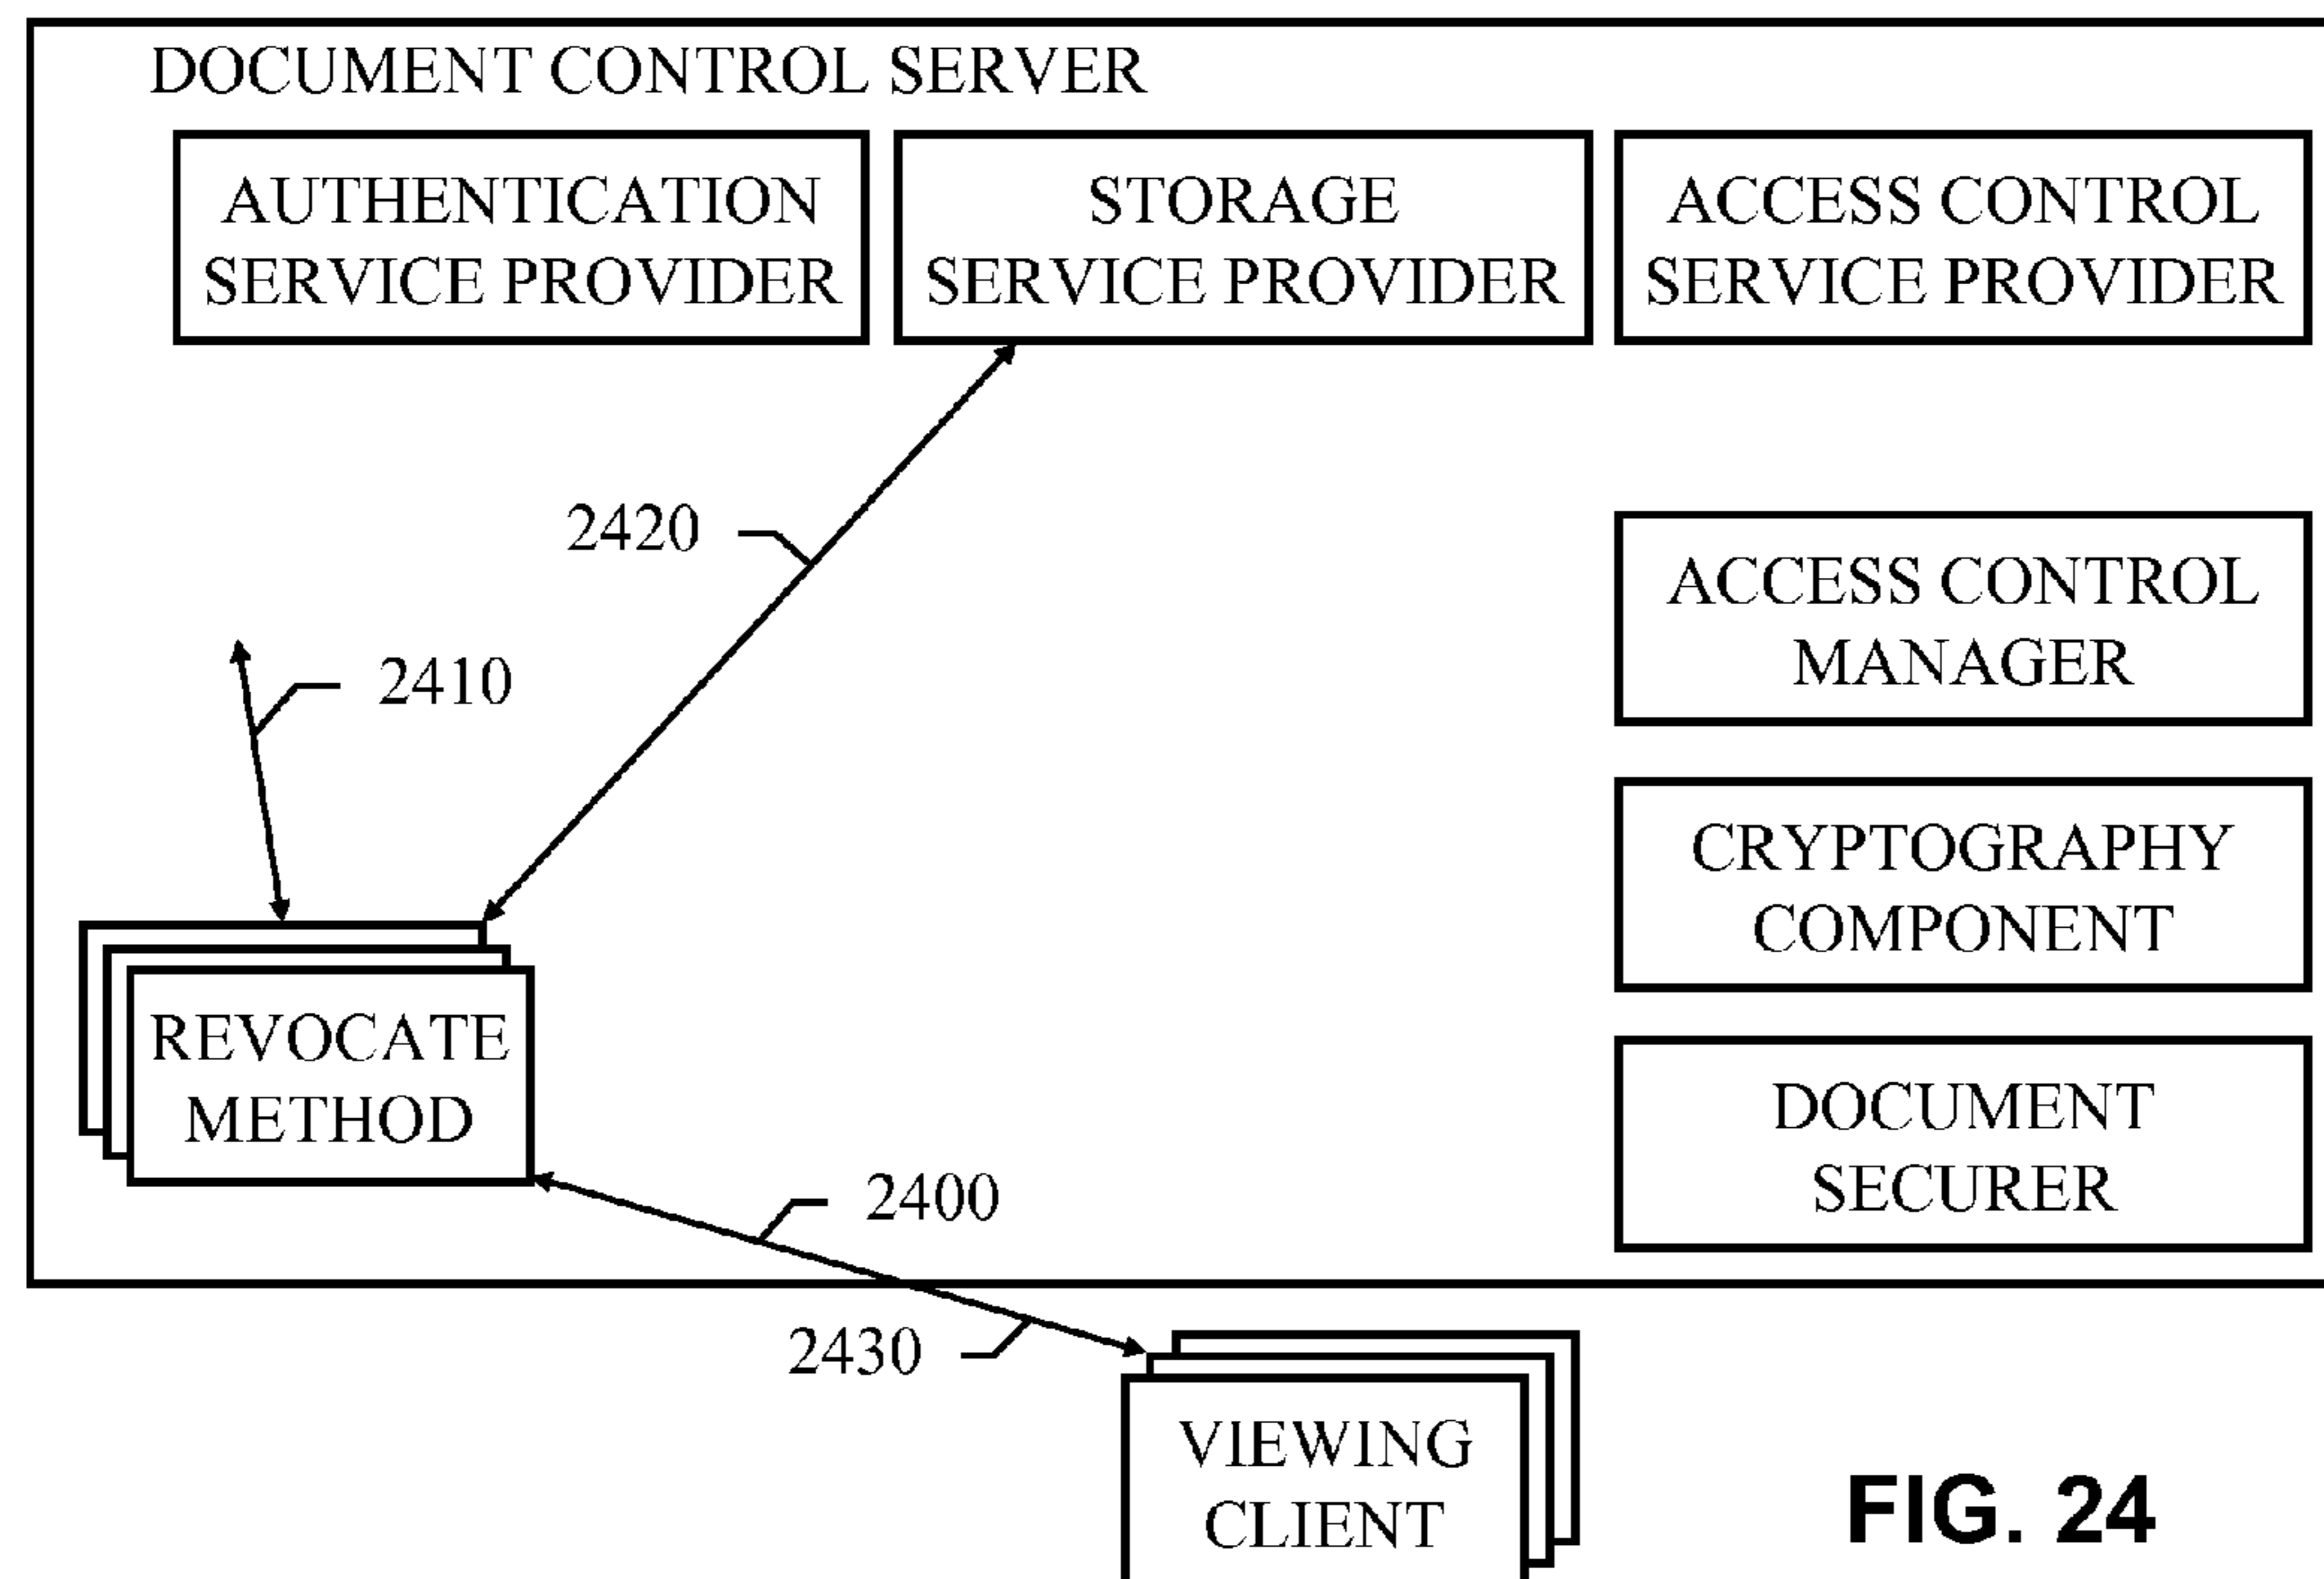 DOCUMENT CONTROL SERVER
AUTHENTICATION
SERVICE PROVIDER
STORAGE
SERVICE PROVIDER
ACCESS CONTROL
SERVICE PROVIDER
2420
ACCESS CONTROL
MANAGER
2410
CRYPTOGRAPHY
COMPONENT
REVOCATE
METHOD
DOCUMENT
SECURER
2400
2430
VIEWING
CLIENT
FIG. 24